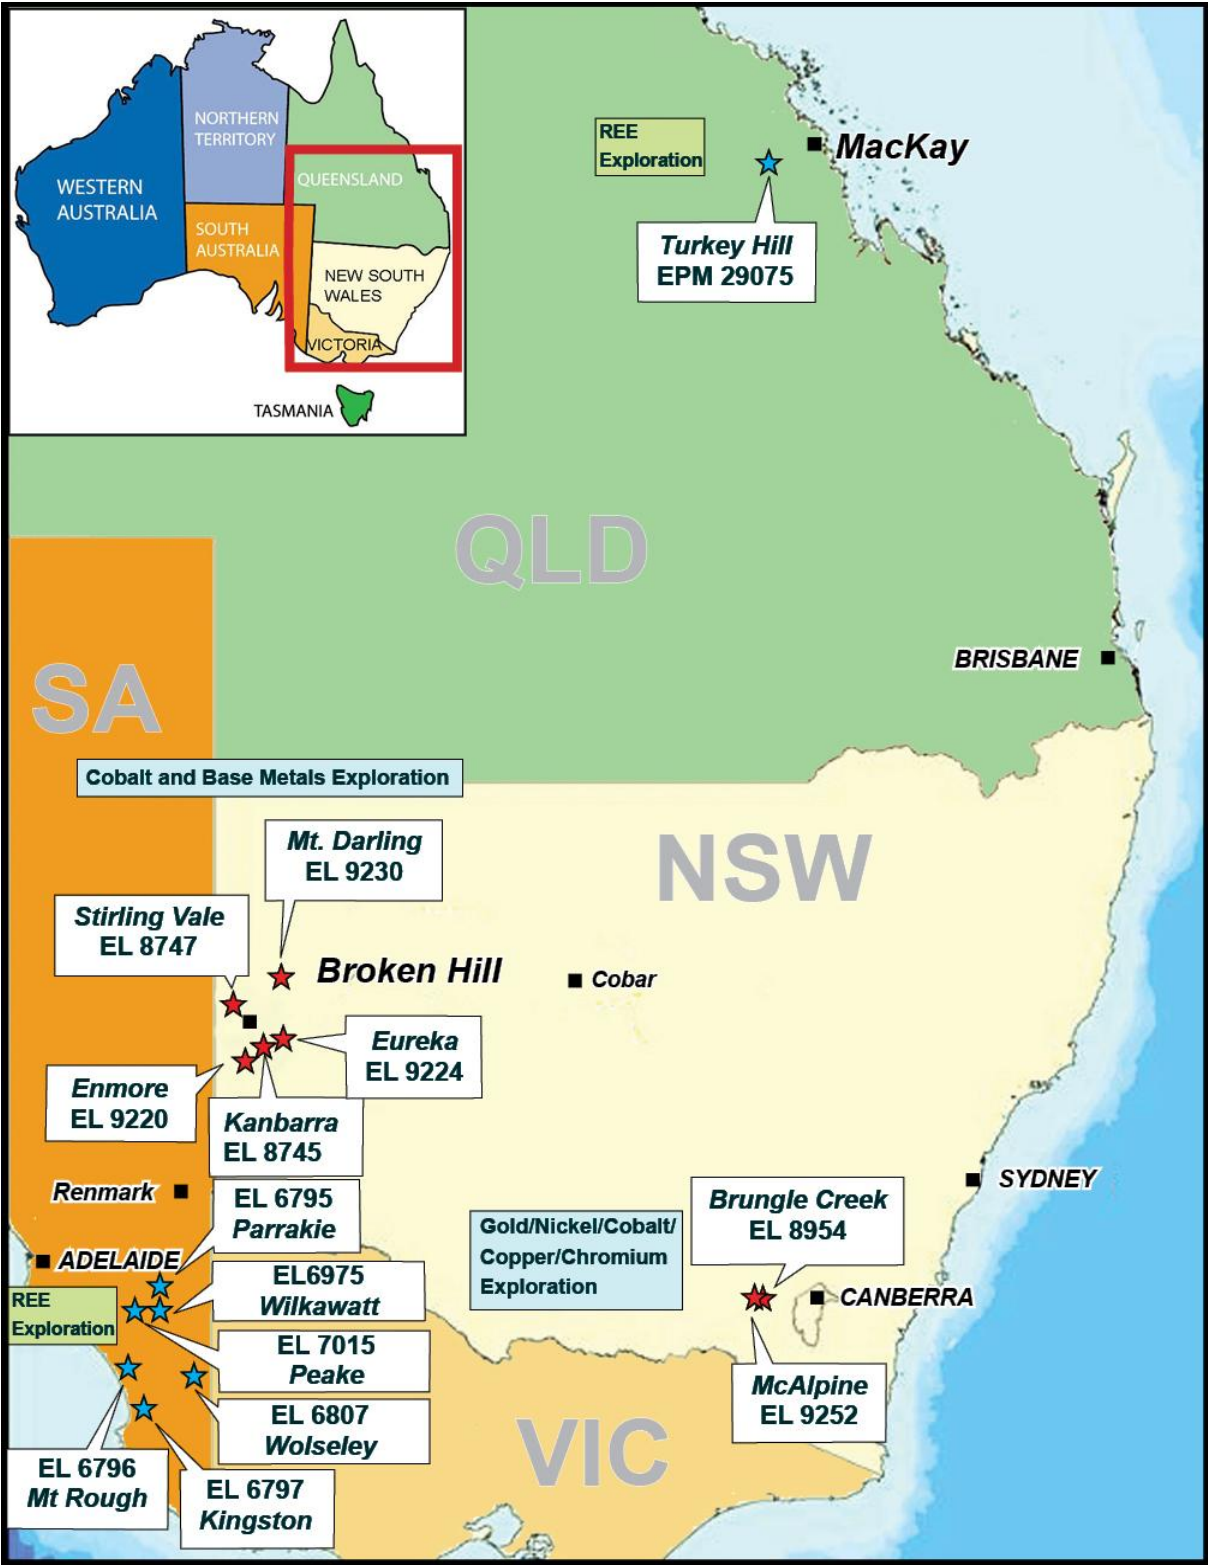 NORTHERN
TERRITORY
WESTERN
AUSTRALIA
QUEENSLAND
SOUTH
AUSTRALIA
NEW SOUTH
WALES
VICTORIA
TASMANIA
REE
Exploration
MacKay
Turkey Hill
EPM 29075
QLD
BRISBANE
SA
Cobalt and Base Metals Exploration
NSW
Mt. Darling
EL 9230
Stirling Vale
EL 8747
Broken Hill
Cobar
Eureka
EL 9224
Enmore
EL 9220
Kanbarra
EL 8745
Renmark
SYDNEY
EL 6795
Parrakie
Brungle Creek
EL 8954
Gold/Nickel/Cobalt/
Copper/Chromium
Exploration
ADELAIDE
EL6975
Wilkawatt
CANBERRA
REE
Exploration
EL 7015
Peake
McAlpine
EL 9252
EL 6807
Wolseley
VIC
EL 6796
Mt Rough
EL 6797
Kingston